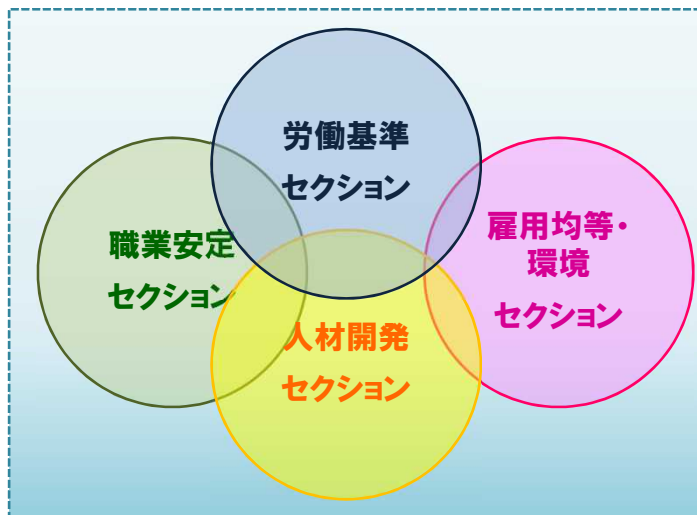 労働基準
セクション
職業安定
セクション
雇用均等・
環境
セクション
人材開発
セクション